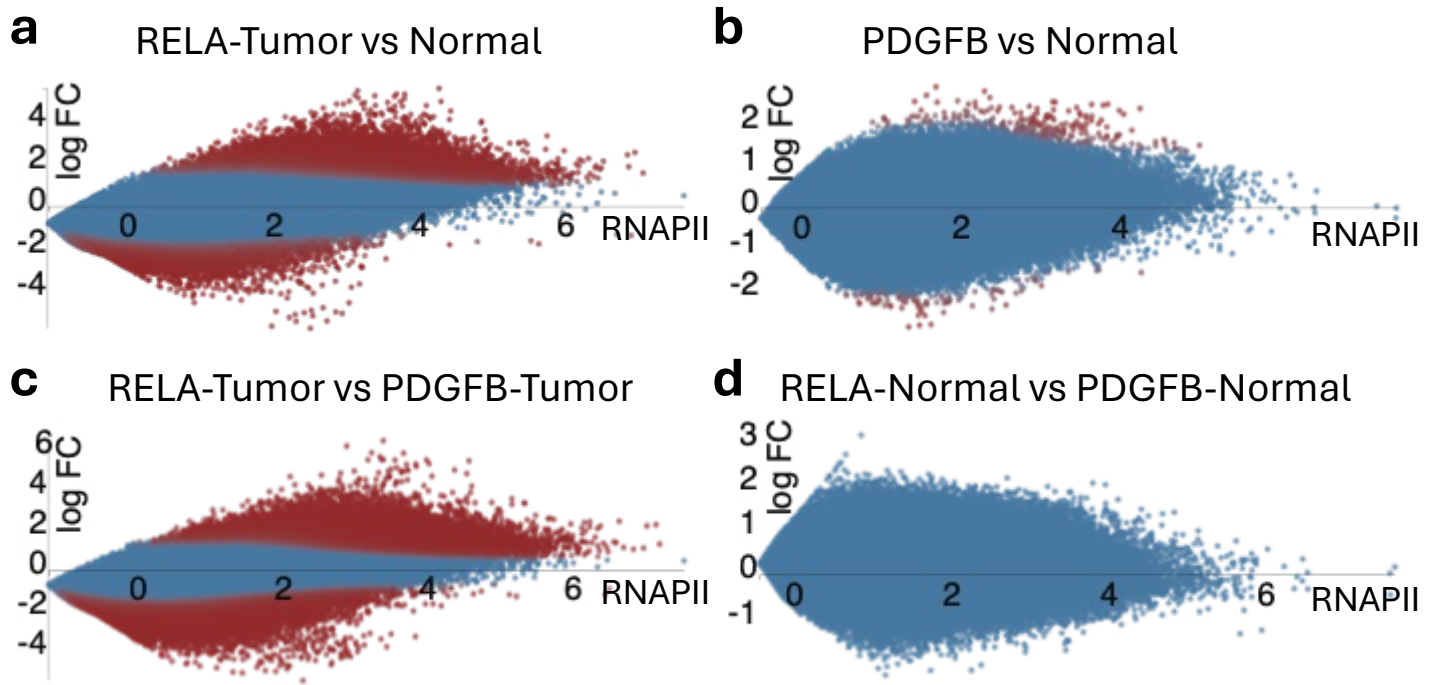 a
RELA-Tumor vs Normal
log FC
4
2
0
-2
-4
0 2 4 6
RNAPII
b
PDGFB vs Normal
log FC
2
1
0
-1
-2
0 2 4
RNAPII
c
RELA-Tumor vs PDGFB-Tumor
log FC
6
4
2
0
-2
-4
0 2 4 6
RNAPII
d
RELA-Normal vs PDGFB-Normal
log FC
3
2
1
0
-1
0 2 4 6
RNAPII